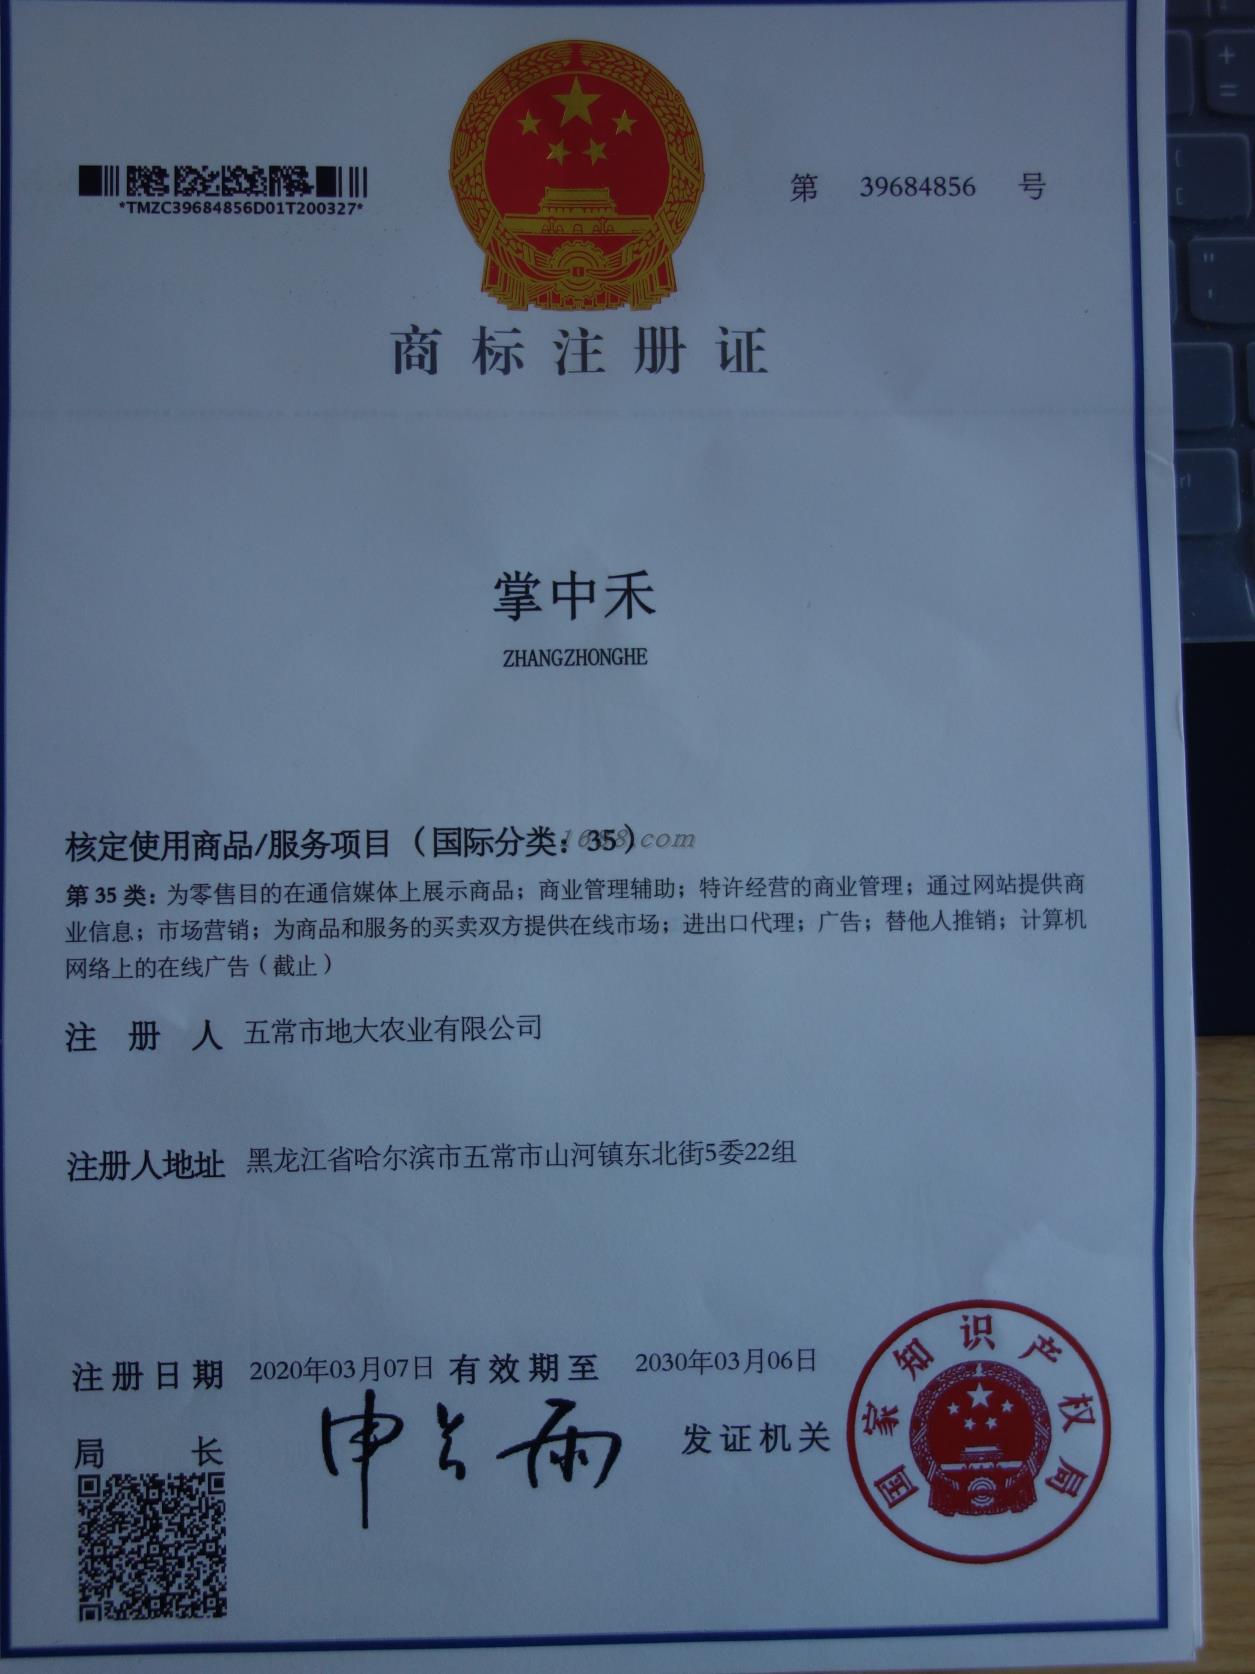 *TMZC39684856D01T200327*
第 39684856 号
商标注册证
掌中禾
ZHANGZHONGHE
核定使用商品/服务项目（国际分类：35）
1688.com
第 35 类：为零售目的在通信媒体上展示商品；商业管理辅助；特许经营的商业管理；通过网站提供商
业信息；市场营销；为商品和服务的买卖双方提供在线市场；进出口代理；广告；替他人推销；计算机
网络上的在线广告（截止）
注 册 人 五常市地大农业有限公司
注册人地址 黑龙江省哈尔滨市五常市山河镇东北街5委22组
注册日期 2020年03月07日 有效期至 2030年03月06日
局 长 申长雨 发证机关
国家知识产权局